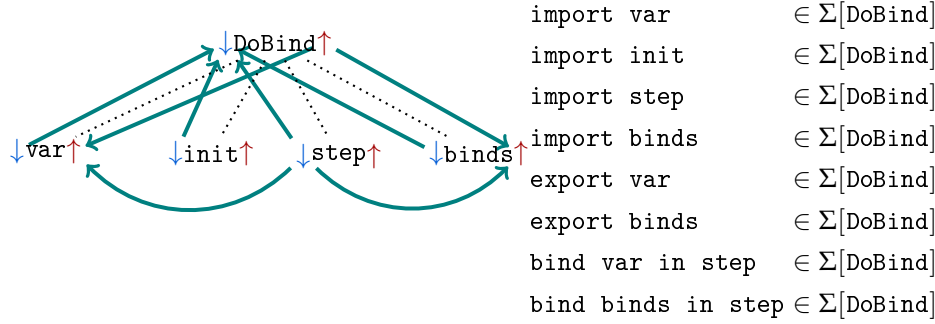 ↓DoBind↑
↓var↑ ↓init↑ ↓step↑ ↓binds↑
import var ∈ Σ[DoBind]
import init ∈ Σ[DoBind]
import step ∈ Σ[DoBind]
import binds ∈ Σ[DoBind]
export var ∈ Σ[DoBind]
export binds ∈ Σ[DoBind]
bind var in step ∈ Σ[DoBind]
bind binds in step ∈ Σ[DoBind]